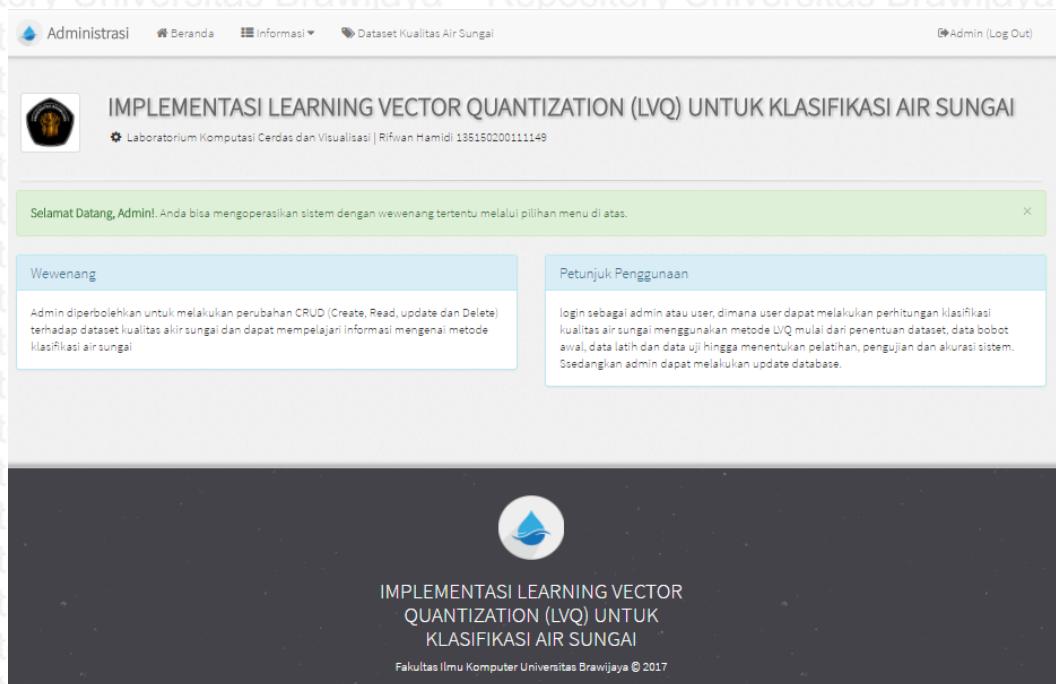 tory Universitas Brawijaya Repository Universitas Brawijaya
Administrasi Beranda Informasi Dataset Kualitas Air Sungai Admin (Log Out)
IMPLEMENTASI LEARNING VECTOR QUANTIZATION (LVQ) UNTUK KLASIFIKASI AIR SUNGAI
Laboratorium Komputasi Cerdas dan Visualisasi | Rifwan Hamidi 135150200111149
Selamat Datang, Admin!. Anda bisa mengoperasikan sistem dengan wewenang tertentu melalui pilihan menu di atas. ×
Wewenang
Admin diperbolehkan untuk melakukan perubahan CRUD (Create, Read, update dan Delete)
terhadap dataset kualitas akir sungai dan dapat mempelajari informasi mengenai metode
klasifikasi air sungai
Petunjuk Penggunaan
login sebagai admin atau user, dimana user dapat melakukan perhitungan klasifikasi
kualitas air sungai menggunakan metode LVQ mulai dari penentuan dataset, data bobot
awal, data latih dan data uji hingga menentukan pelatihan, pengujian dan akurasi sistem.
Ssedangkan admin dapat melakukan update database.
IMPLEMENTASI LEARNING VECTOR
QUANTIZATION (LVQ) UNTUK
KLASIFIKASI AIR SUNGAI
Fakultas Ilmu Komputer Universitas Brawijaya © 2017